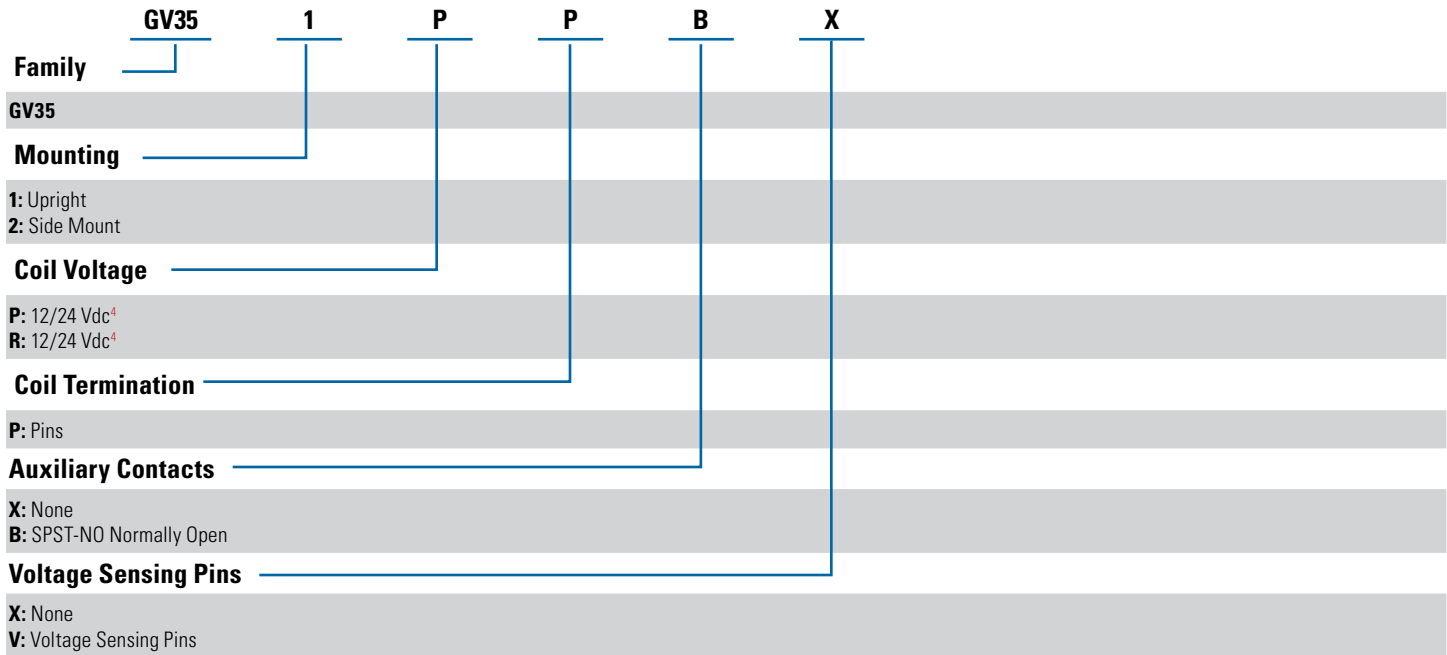 GV35 1 P P B X
Family
GV35
Mounting
1: Upright
2: Side Mount
Coil Voltage
P: 12/24 Vdc4
R: 12/24 Vdc4
Coil Termination
P: Pins
Auxiliary Contacts
X: None
B: SPST-NO Normally Open
Voltage Sensing Pins
X: None
V: Voltage Sensing Pins